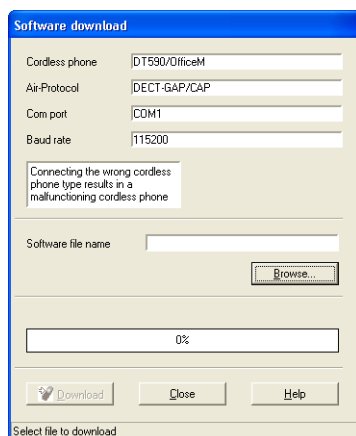 Software download
Cordless phone DT590/OfficeM
Air-Protocol DECT-GAP/CAP
Com port COM1
Baud rate 115200
Connecting the wrong cordless
phone type results in a
malfunctioning cordless phone
Software file name
Browse...
0%
Download Close Help
Select file to download